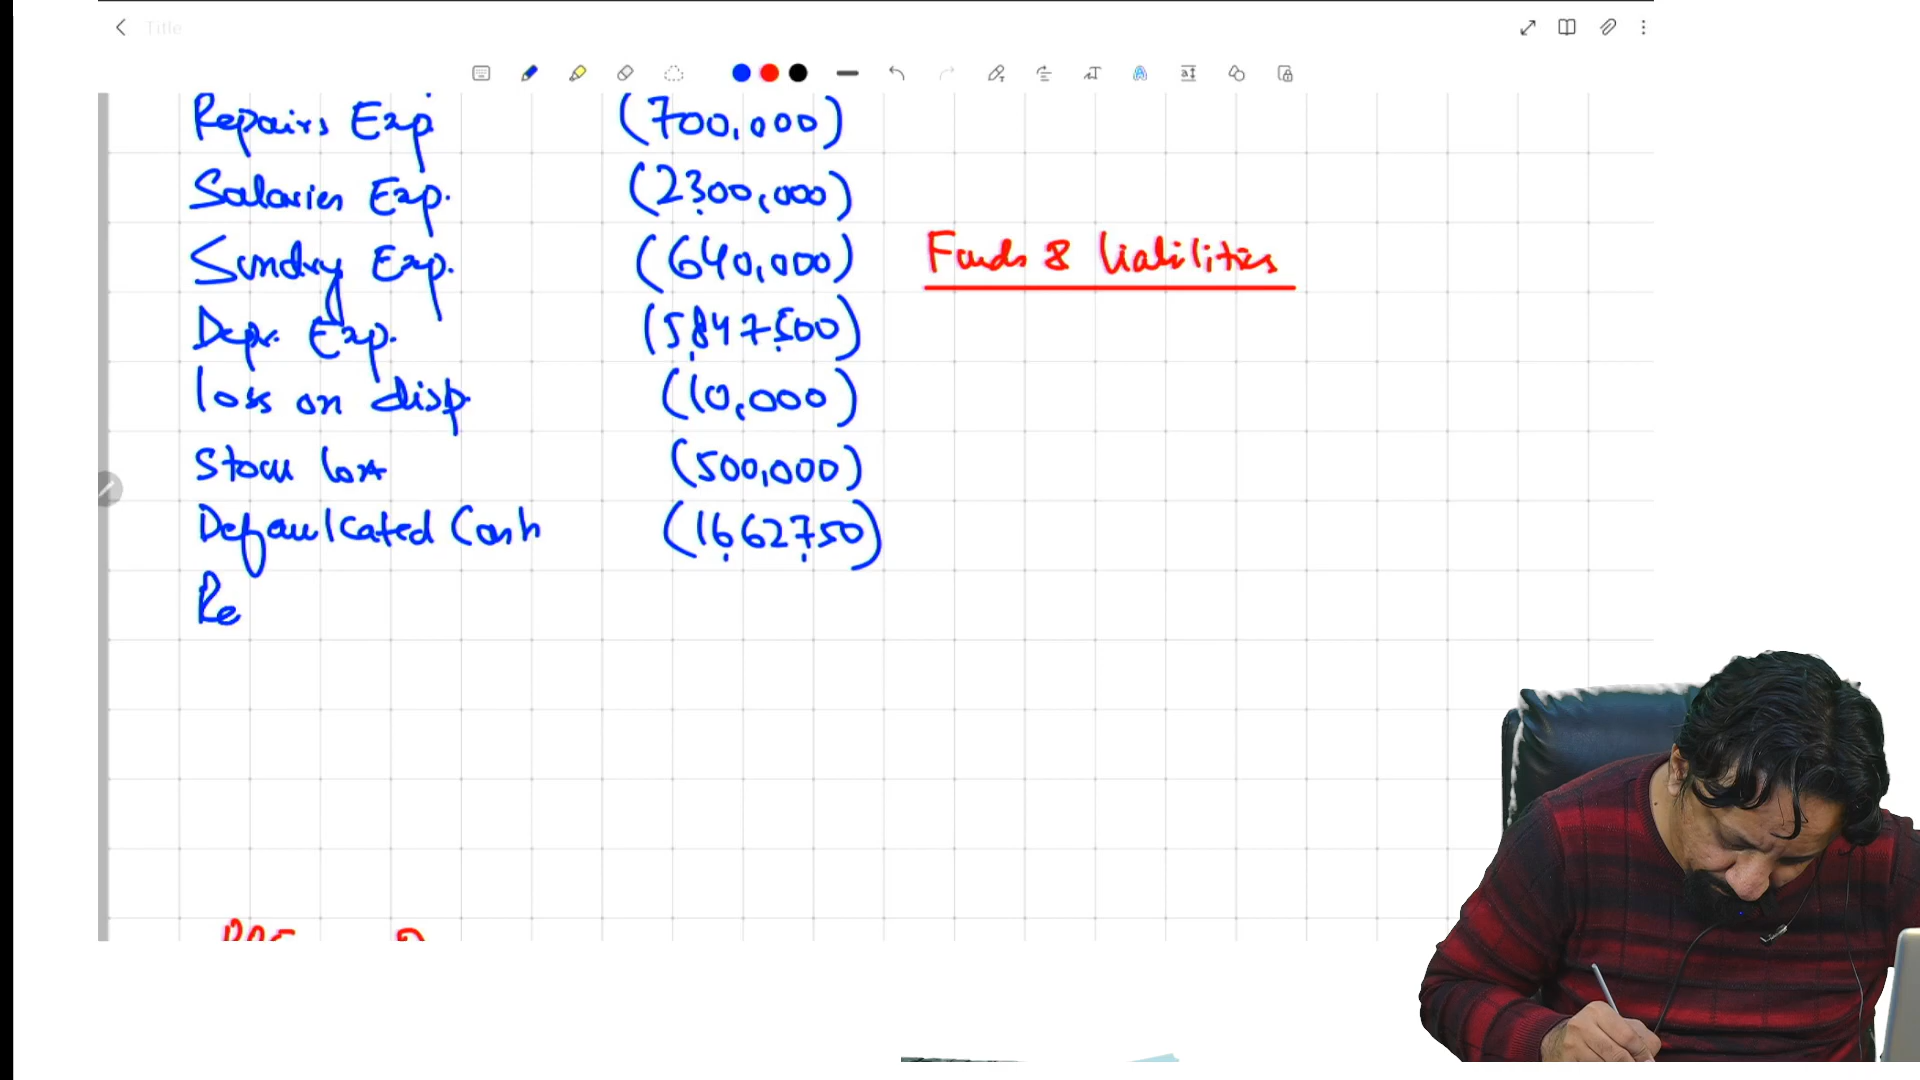 Title
Repairs Exp (700,000)
Salaries Exp. (2300,000)
Funds & liabilities
Sundry Exp. (640,000)
Depr. Exp. (5847500)
loss on disp. (10,000)
Stock lost (500,000)
Defaulcated Cash (1662750)
Re